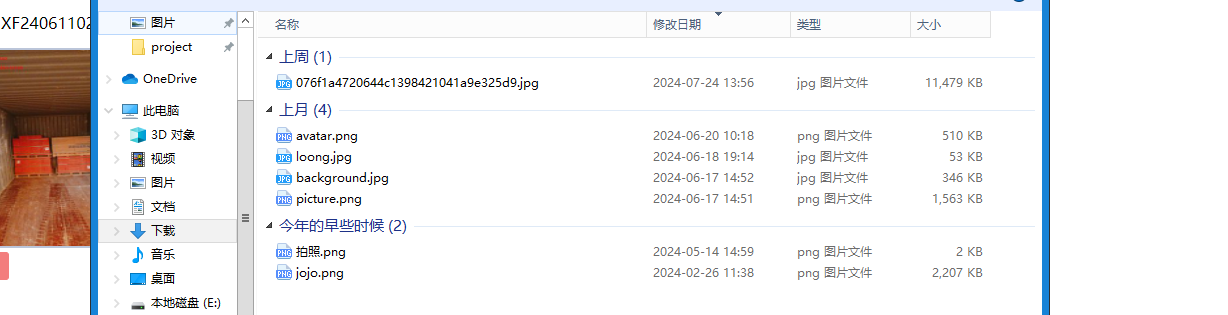 XF24061102
图片
project
OneDrive
此电脑
3D 对象
视频
图片
文档
下载
音乐
桌面
本地磁盘 (E:)
名称 修改日期 类型 大小
上周 (1)
076f1a4720644c1398421041a9e325d9.jpg 2024-07-24 13:56 jpg 图片文件 11,479 KB
上月 (4)
avatar.png 2024-06-20 10:18 png 图片文件 510 KB
loong.jpg 2024-06-18 19:14 jpg 图片文件 53 KB
background.jpg 2024-06-17 14:52 jpg 图片文件 346 KB
picture.png 2024-06-17 14:51 png 图片文件 1,563 KB
今年的早些时候 (2)
拍照.png 2024-05-14 14:59 png 图片文件 2 KB
jojo.png 2024-02-26 11:38 png 图片文件 2,207 KB